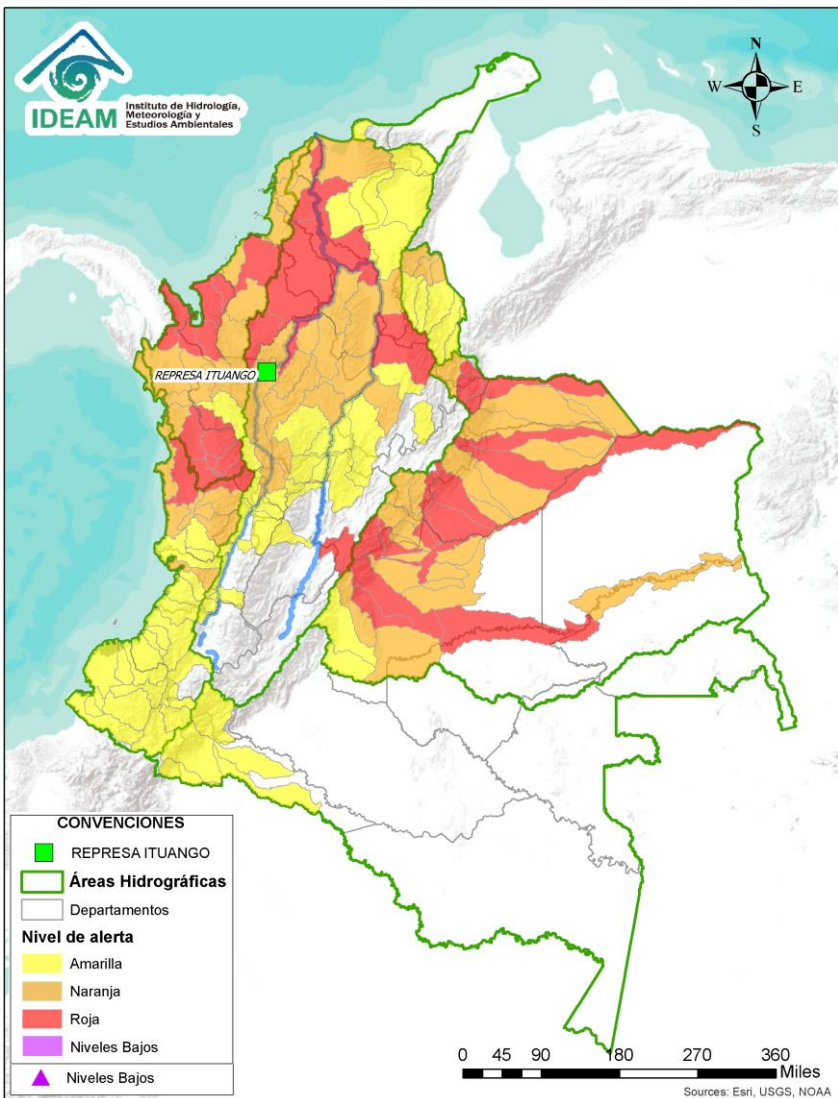 IDEAM
Instituto de Hidrología,
Meteorología y
Estudios Ambientales
N
W
E
S
REPRESA ITUANGO
CONVENCIONES
REPRESA ITUANGO
Áreas Hidrográficas
Departamentos
Nivel de alerta
Amarilla
Naranja
Roja
Niveles Bajos
Niveles Bajos
0 45 90 180 270 360
Miles
Sources: Esri, USGS, NOAA